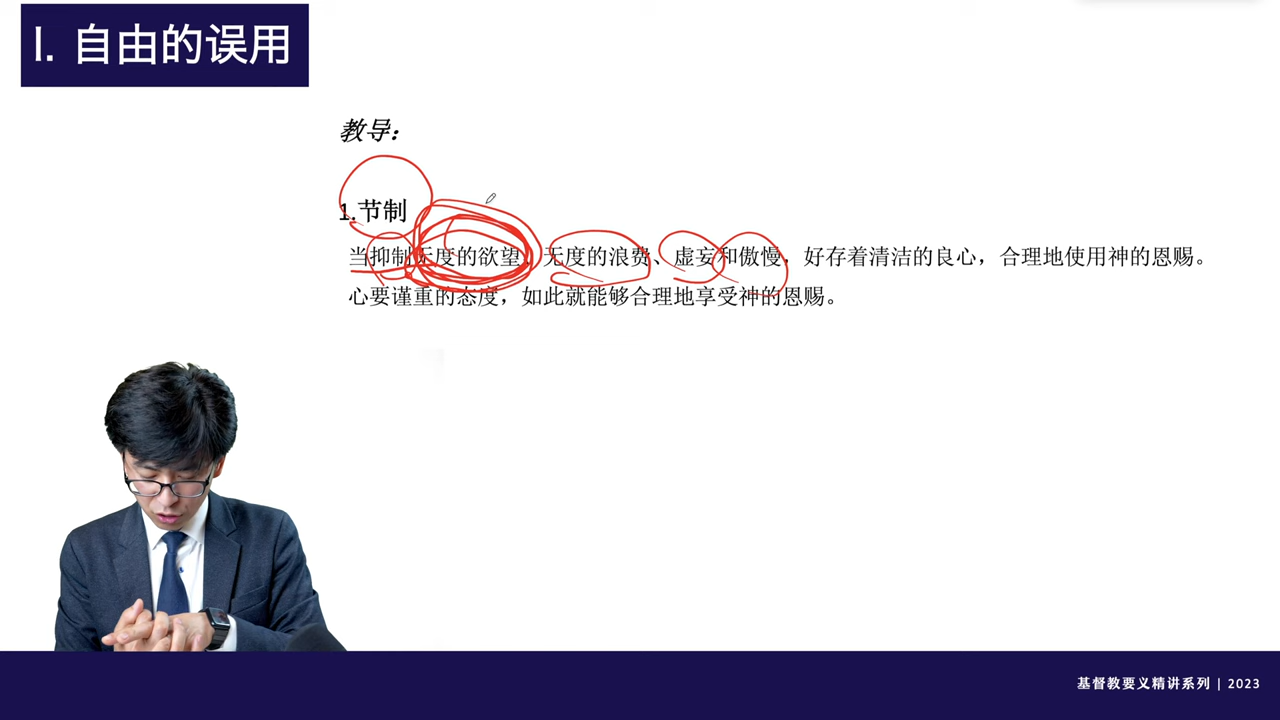 I. 自由的误用
教导：
1.节制
当抑制无度的欲望、无度的浪费、虚妄和傲慢，好存着清洁的良心，合理地使用神的恩赐。
心要谨重的态度，如此就能够合理地享受神的恩赐。
基督教要义精讲系列 | 2023